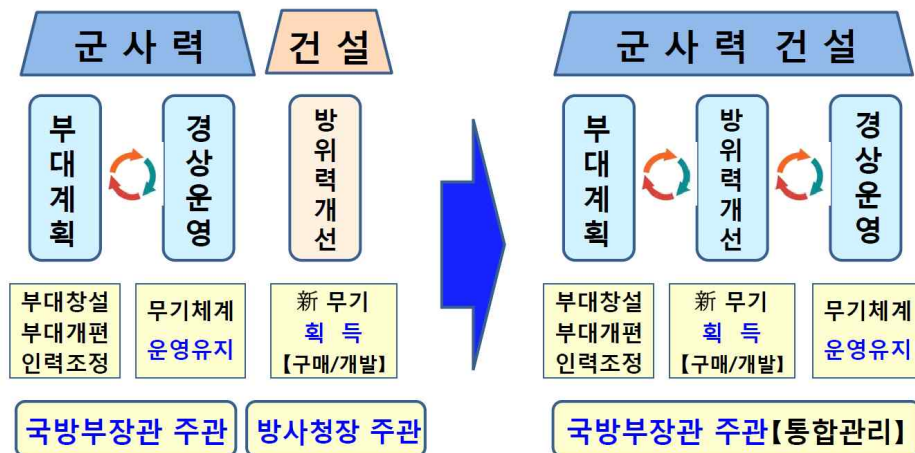 군 사 력
건 설
부대계획
경상운영
방위력개선
부대창설
부대개편
인력조정
무기체계
운영유지
新 무기
획 득
【구매/개발】
국방부장관 주관
방사청장 주관
군 사 력 건 설
부대계획
방위력개선
경상운영
부대창설
부대개편
인력조정
新 무기
획 득
【구매/개발】
무기체계
운영유지
국방부장관 주관【통합관리】